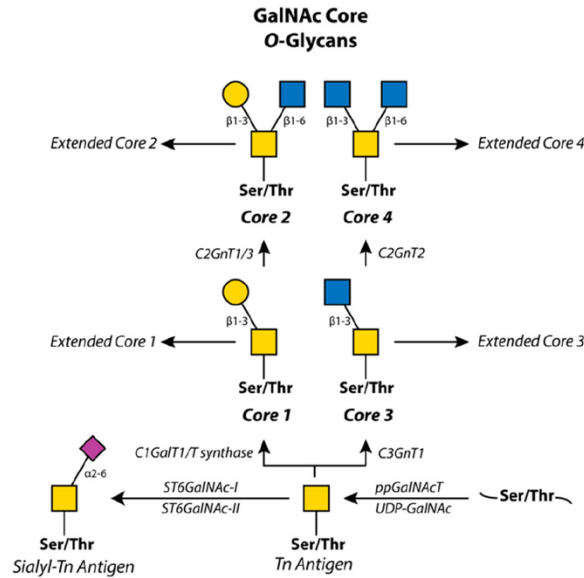 GalNAc Core
O-Glycans
β1-3
β1-6
β1-3
β1-6
Extended Core 2
Extended Core 4
Ser/Thr
Ser/Thr
Core 2
Core 4
C2GnT1/3
C2GnT2
β1-3
β1-3
Extended Core 1
Extended Core 3
Ser/Thr
Ser/Thr
Core 1
Core 3
C1GalT1/T synthase
C3GnT1
α2-6
ST6GalNAc-I
ppGalNAcT
Ser/Thr
ST6GalNAc-II
UDP-GalNAc
Ser/Thr
Ser/Thr
Sialyl-Tn Antigen
Tn Antigen